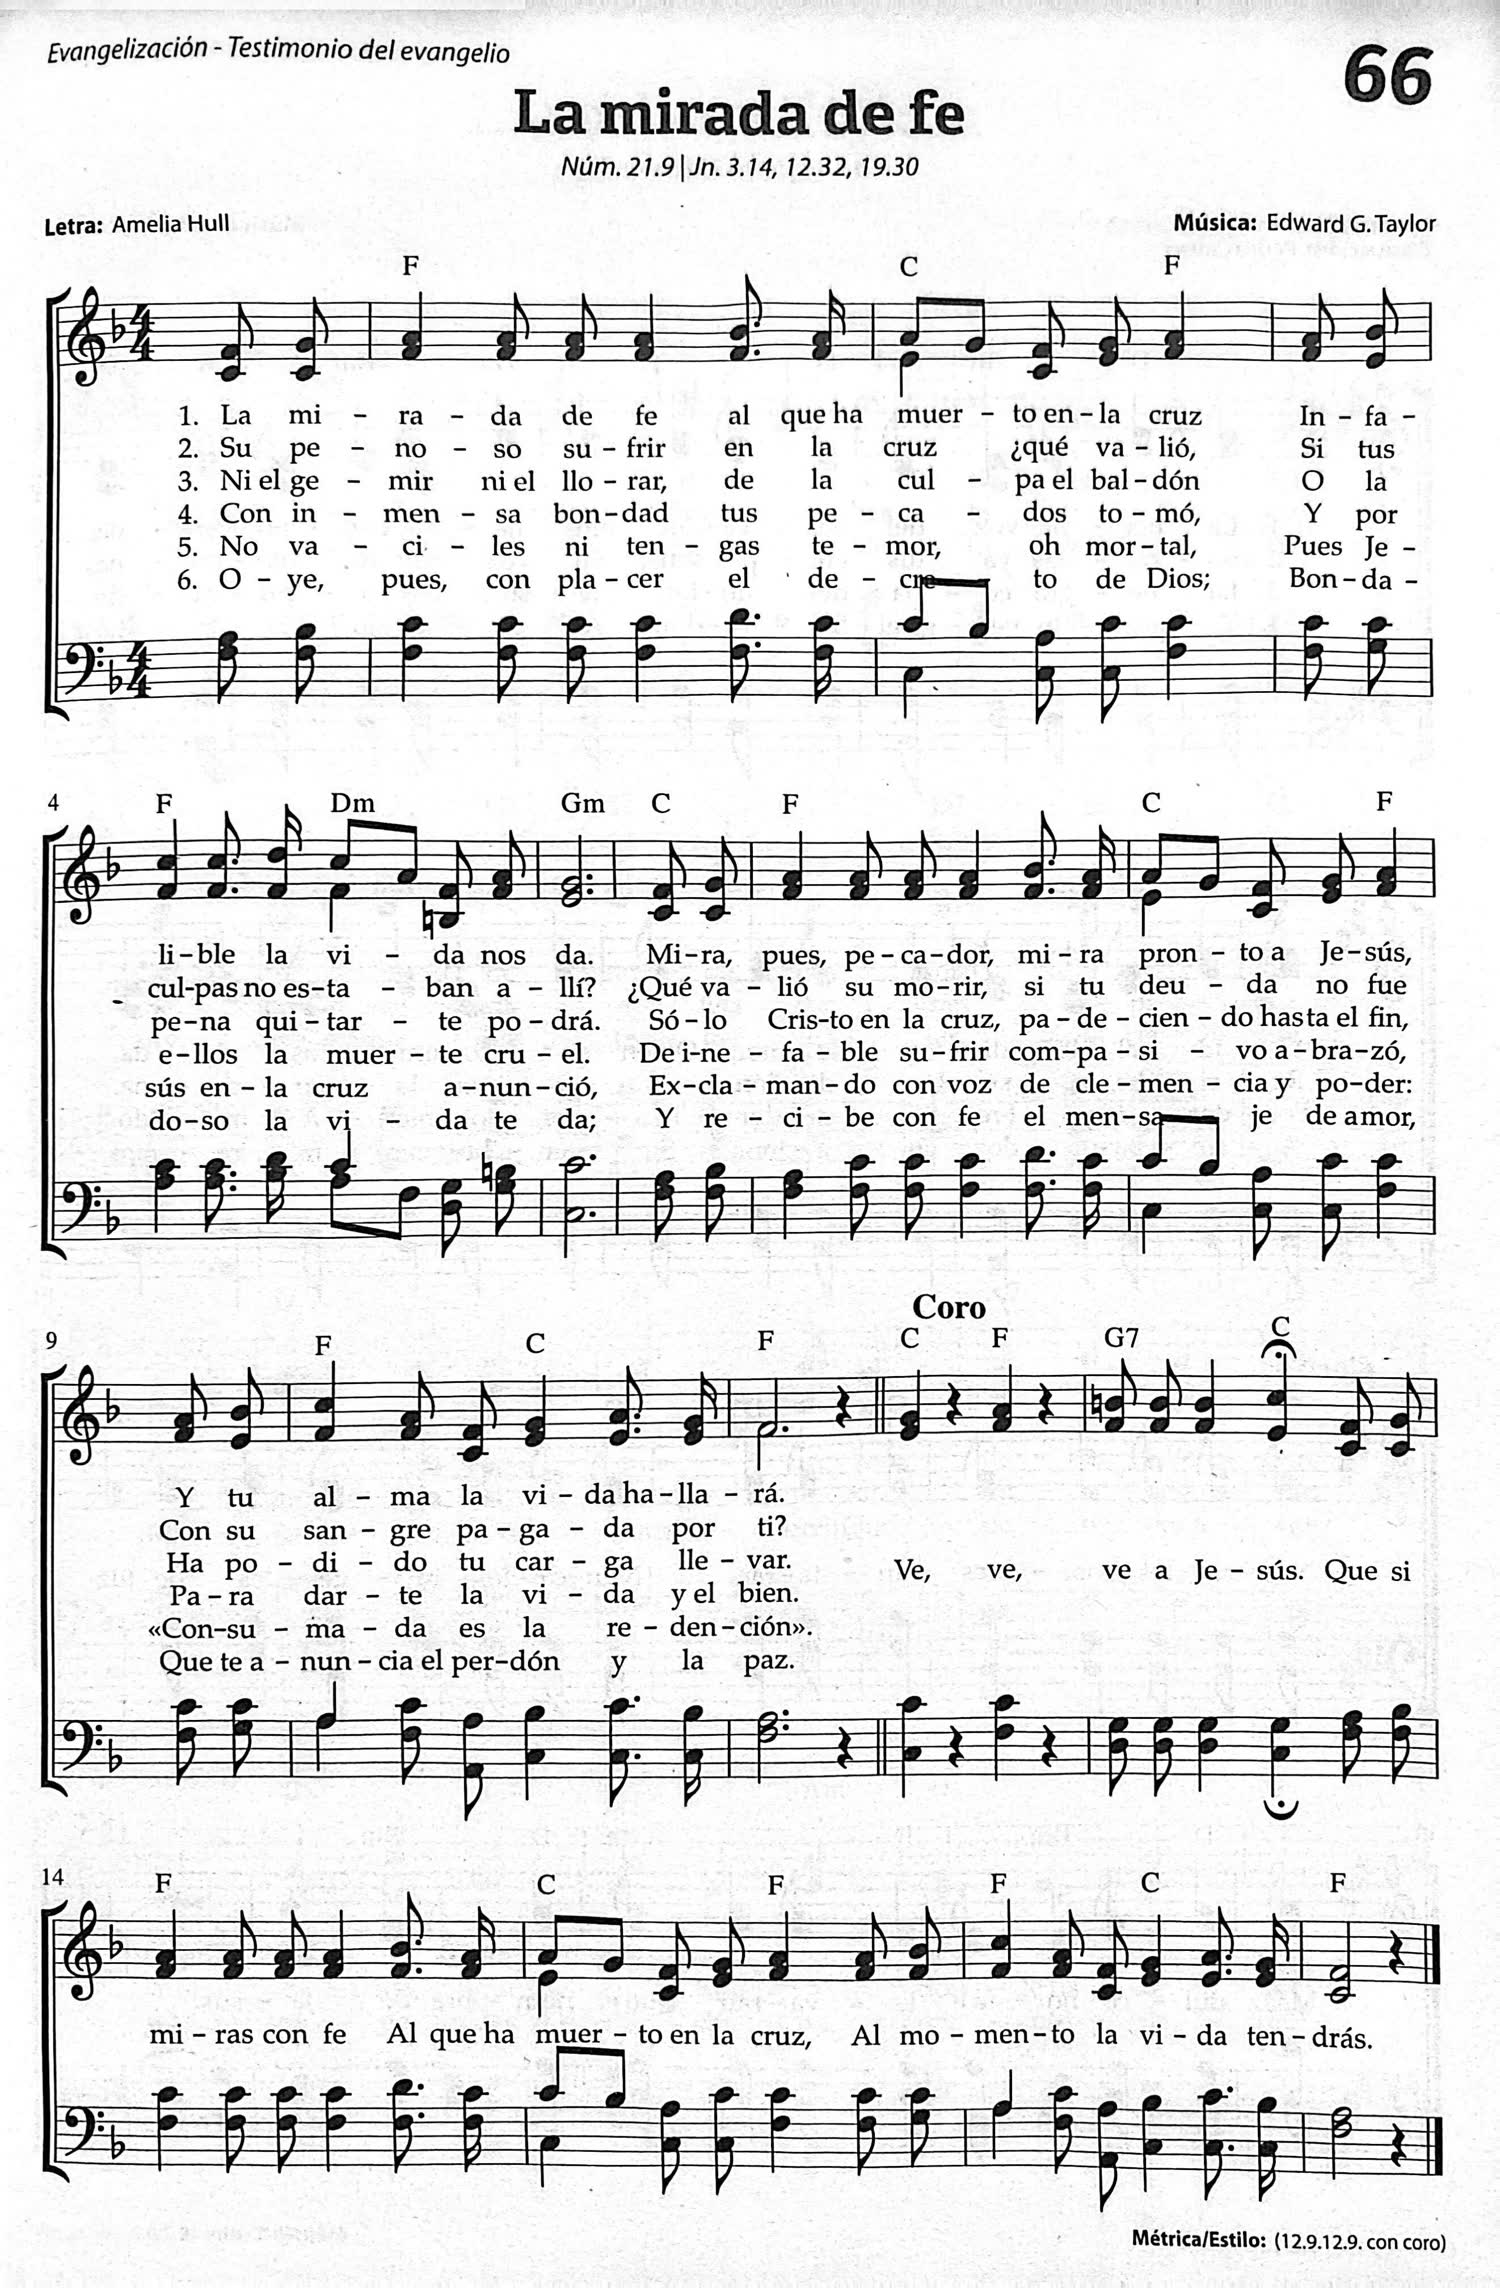 Evangelización - Testimonio del evangelio
66
La mirada de fe
Núm. 21.9 | Jn. 3.14, 12.32, 19.30
Letra: Amelia Hull
Música: Edward G. Taylor
F C F
4
4
1. La mi – ra – da de fe al que ha muer – to en – la cruz In – fa –
2. Su pe – no – so su – frir en la cruz ¿qué va – lió, Si tus
3. Ni el ge – mir ni el llo – rar, de la cul – pa el bal – dón O la
4. Con in – men – sa bon – dad tus pe – ca – dos to – mó, Y por
5. No va – ci – les ni ten – gas te – mor, oh mor – tal, Pues Je –
6. O – ye, pues, con pla – cer el de – cre to de Dios; Bon – da –
4
4
4 F Dm Gm C F C F
li – ble la vi – da nos da. Mi – ra, pues, pe – ca – dor, mi – ra pron – to a Je – sús,
cul – pas no es – ta – ban a – llí? ¿Qué va – lió su mo – rir, si tu deu – da no fue
pe – na qui – tar – te po – drá. Só – lo Cris – to en la cruz, pa – de – cien – do hasta el fin,
e – llos la muer – te cru – el. De i – ne – fa – ble su – frir com – pa – si – vo a – bra – zó,
sús en – la cruz a – nun – ció, Ex – cla – man – do con voz de cle – men – cia y po – der:
do – so la vi – da te da; Y re – ci – be con fe el men – sa je de amor,
Coro
9 F C F C F G7 C
Y tu al – ma la vi – da ha – lla – rá.
Con su san – gre pa – ga – da por ti?
Ha po – di – do tu car – ga lle – var. Ve, ve, ve a Je – sús. Que si
Pa – ra dar – te la vi – da y el bien.
«Con – su – ma – da es la re – den – ción».
Que te a – nun – cia el per – dón y la paz.
14 F C F F C F
mi – ras con fe Al que ha muer – to en la cruz, Al mo – men – to la vi – da ten – drás.
Métrica/Estilo: (12.9.12.9. con coro)